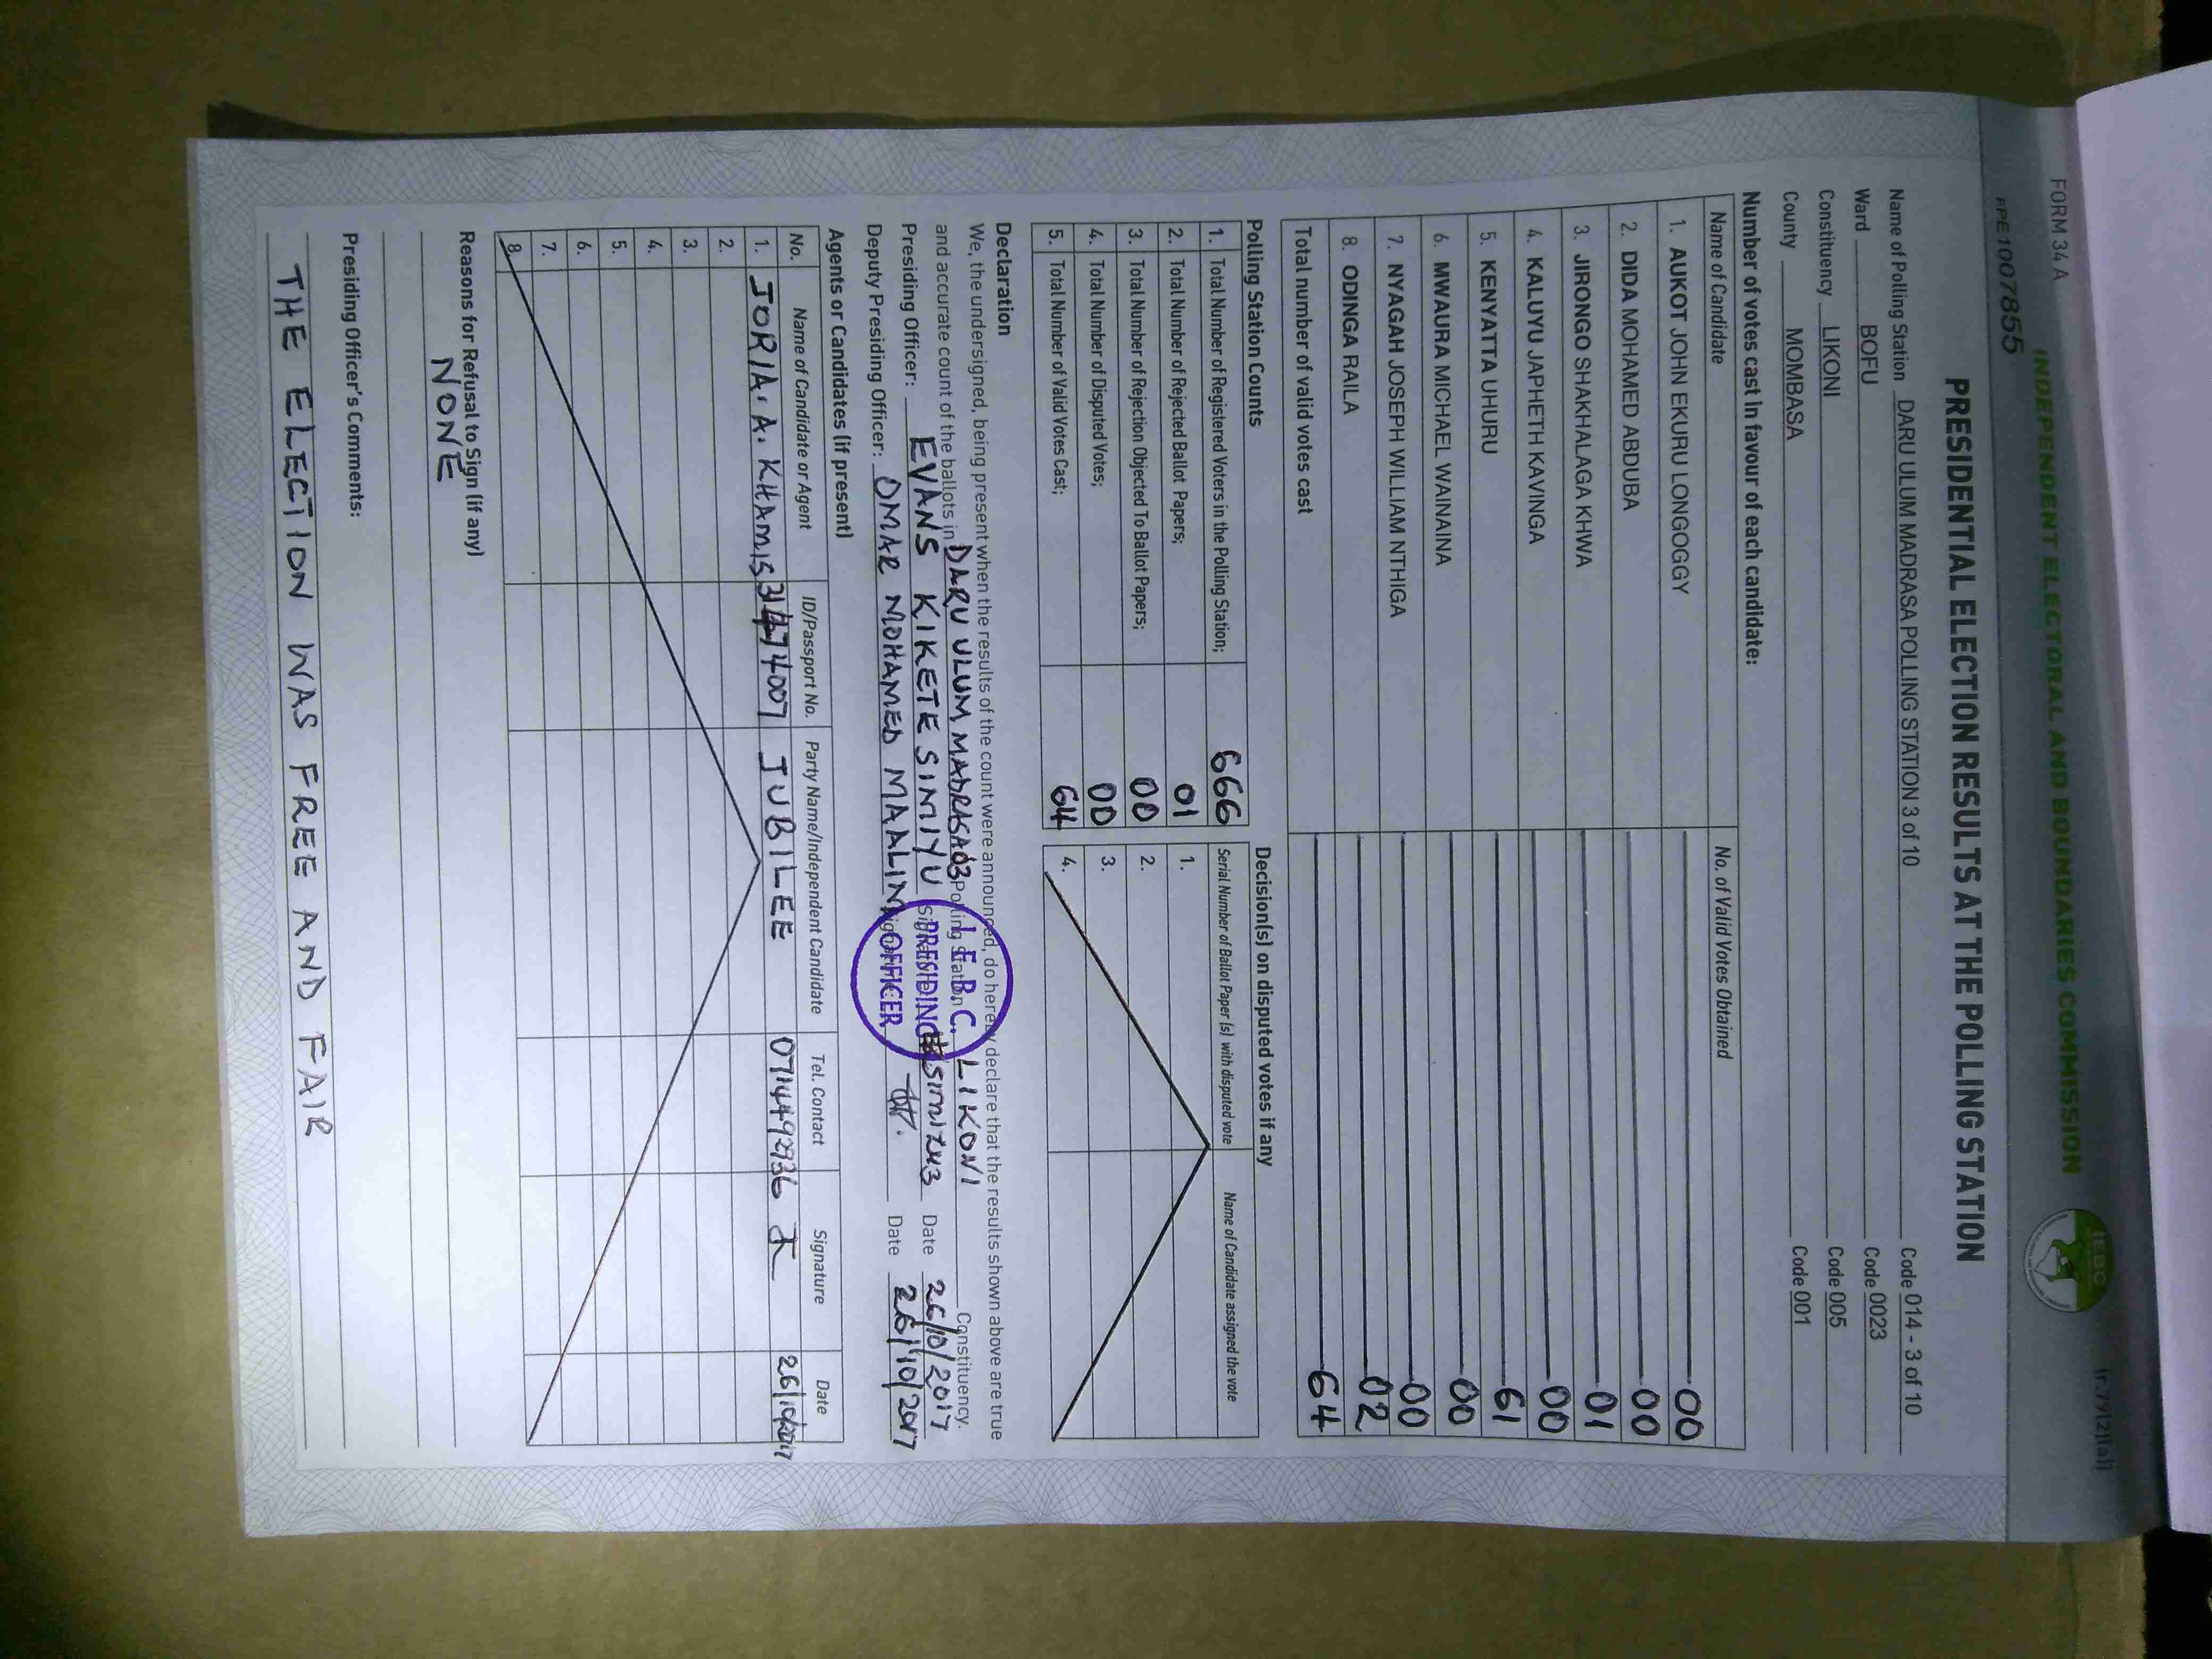 FORM 34 A
(r.79(2)(a))
INDEPENDENT ELECTORAL AND BOUNDARIES COMMISSION
IEBC
PRESIDENTIAL ELECTION RESULTS AT THE POLLING STATION
Name of Polling Station DARU ULUM MADRASA POLLING STATION 3 of 10 Code 014 - 3 of 10
Ward BOFU Code 0023
Constituency LIKONI Code 005
County MOMBASA Code 001
Number of votes cast in favour of each candidate:
Name of Candidate No. of Valid Votes Obtained
1. AUKOT JOHN EKURU LONGOGGY 00
2. DIDA MOHAMED ABDUBA 00
3. JIRONGO SHAKHALAGA KHWA 01
4. KALUYU JAPHETH KAVINGA 00
5. KENYATTA UHURU 61
6. MWAURA MICHAEL WAINAINA 00
7. NYAGAH JOSEPH WILLIAM NTHIGA 00
8. ODINGA RAILA 02
Total number of valid votes cast 64
Polling Station Counts
1. Total Number of Registered Voters in the Polling Station; 666
2. Total Number of Rejected Ballot Papers; 01
3. Total Number of Rejection Objected To Ballot Papers; 00
4. Total Number of Disputed Votes; 00
5. Total Number of Valid Votes Cast; 64
Decision(s) on disputed votes if any
Serial Number of Ballot Paper (s) with disputed vote Name of Candidate assigned the vote
1.
2.
3.
4.
Declaration
We, the undersigned, being present when the results of the count were announced, do hereby declare that the results shown above are true
and accurate count of the ballots in DARU ULUM MADRASA 03 Polling Station LIKONI Constituency.
Presiding Officer: EVANS KIKETE SIMIYU Date 26/10/2017
Deputy Presiding Officer: OMAR MOHAMED MAALIM Date 26/10/2017
I.E.B.C.
PRESIDING
OFFICER
Agents or Candidates (if present)
No. Name of Candidate or Agent ID/Passport No. Party Name/Independent Candidate Tel. Contact Signature Date
1. JORIA. A. KHAMIS JUBILEE 26/10/2017
2.
3.
4.
5.
6.
7.
8.
Reasons for Refusal to Sign (if any)
NONE
Presiding Officer's Comments:
THE ELECTION WAS FREE AND FAIR